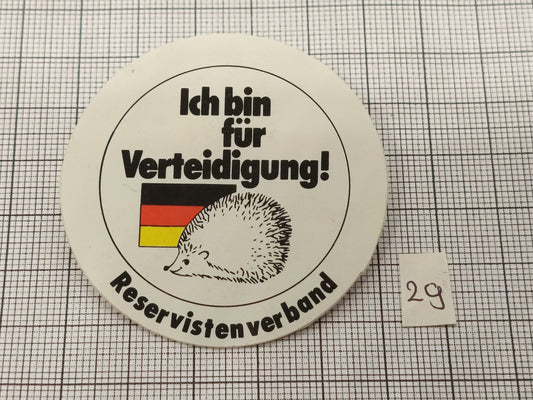 Ich bin
für
Verteidigung!
Reservistenverband
29